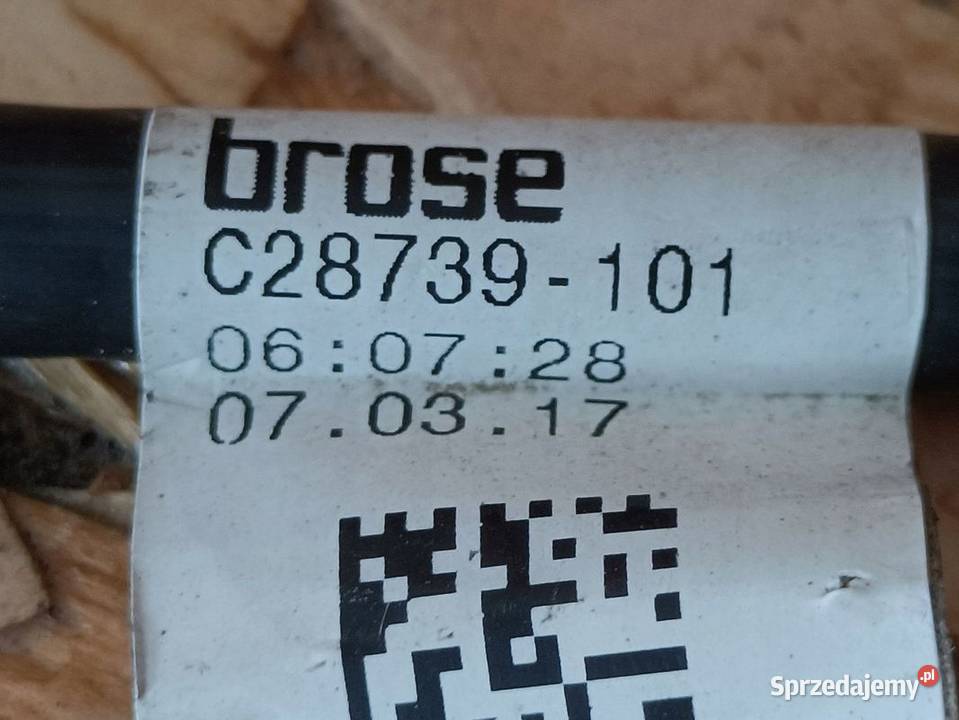 brose
C28739-101
06:07:28
07.03.17
Sprzedajemy.pl